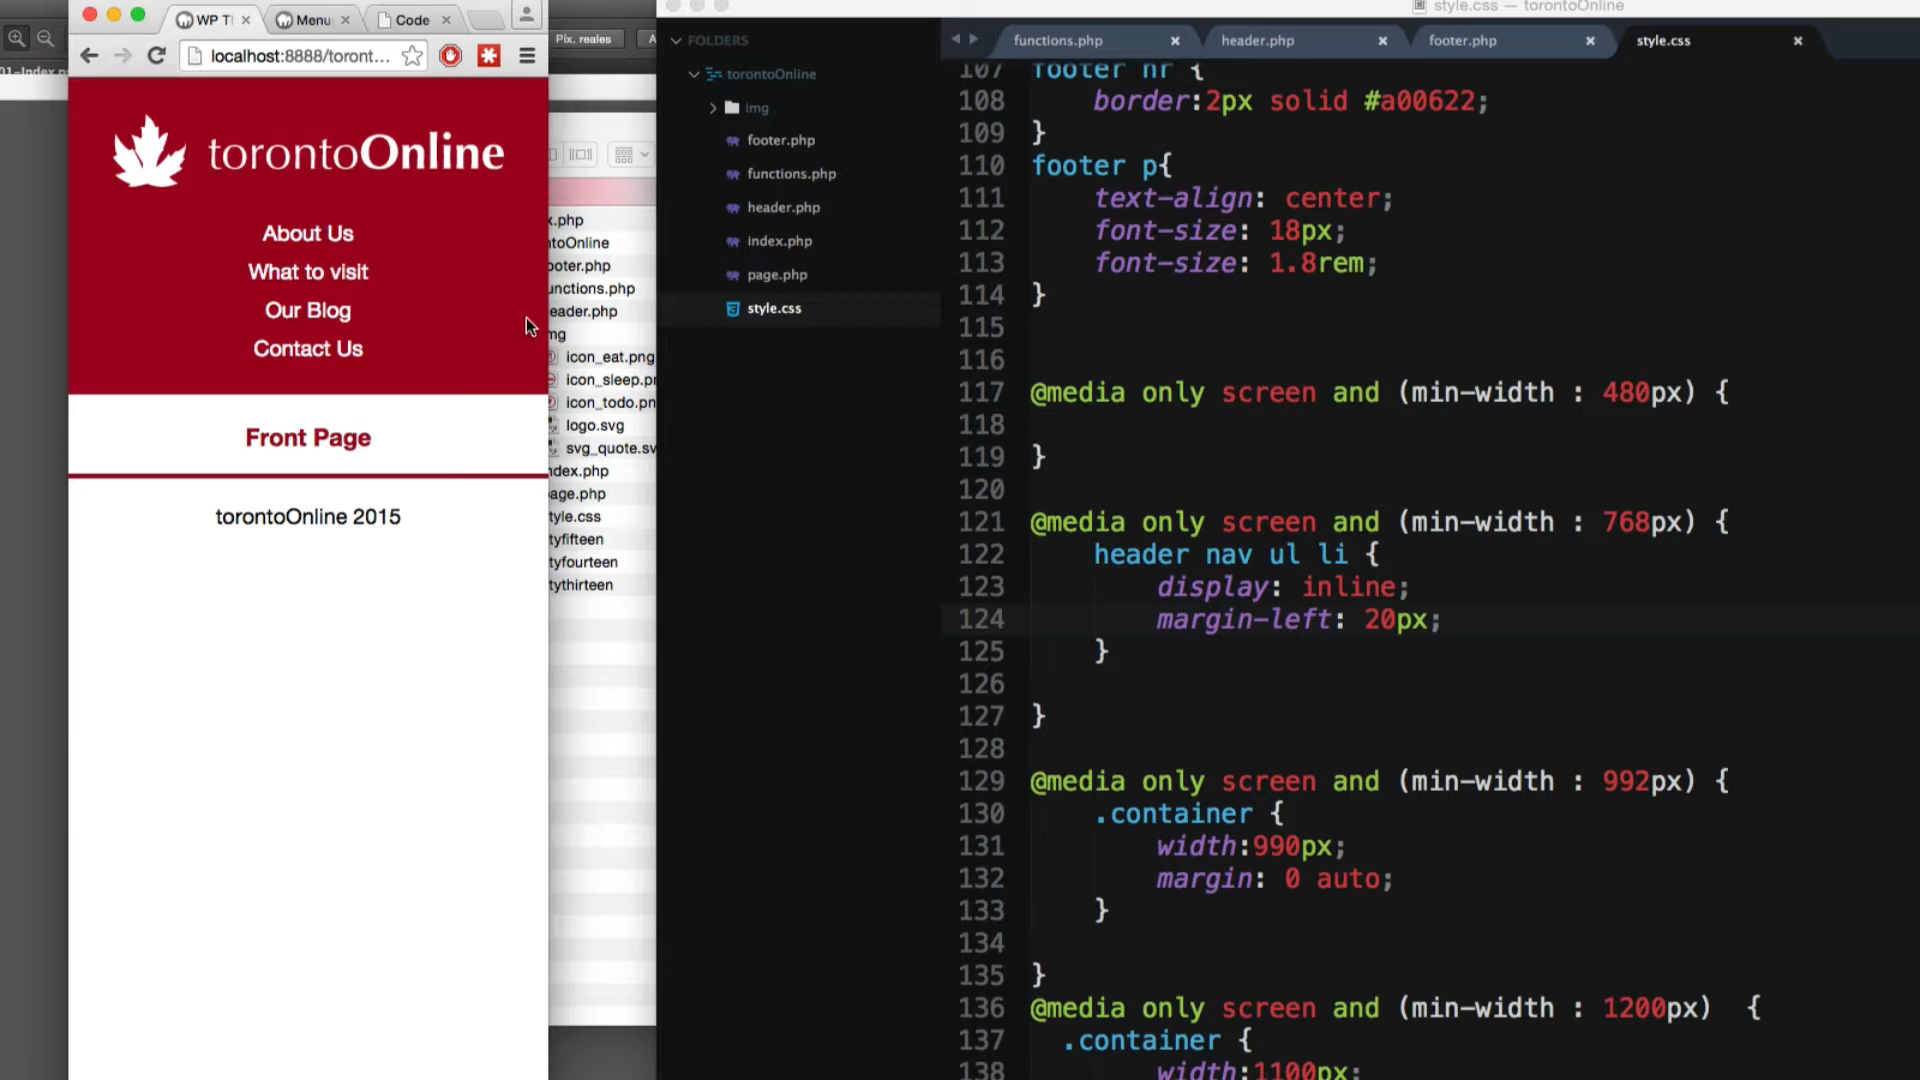 WP T
Menu
Code
localhost:8888/toront...
torontoOnline
About Us
What to visit
Our Blog
Contact Us
Front Page
torontoOnline 2015
Pix. reales
x.php
ntoOnline
ooter.php
unctions.php
eader.php
mg
icon_eat.png
icon_sleep.pn
icon_todo.pn
logo.svg
svg_quote.sv
ndex.php
age.php
tyle.css
tyfifteen
tyfourteen
tythirteen
style.css — torontoOnline
FOLDERS
torontoOnline
img
footer.php
functions.php
header.php
index.php
page.php
style.css
functions.php
header.php
footer.php
style.css
107 footer hr {
108 border:2px solid #a00622;
109 }
110 footer p{
111 text-align: center;
112 font-size: 18px;
113 font-size: 1.8rem;
114 }
115
116
117 @media only screen and (min-width : 480px) {
118
119 }
120
121 @media only screen and (min-width : 768px) {
122 header nav ul li {
123 display: inline;
124 margin-left: 20px;
125 }
126
127 }
128
129 @media only screen and (min-width : 992px) {
130 .container {
131 width:990px;
132 margin: 0 auto;
133 }
134
135 }
136 @media only screen and (min-width : 1200px) {
137 .container {
138 width:1100px;